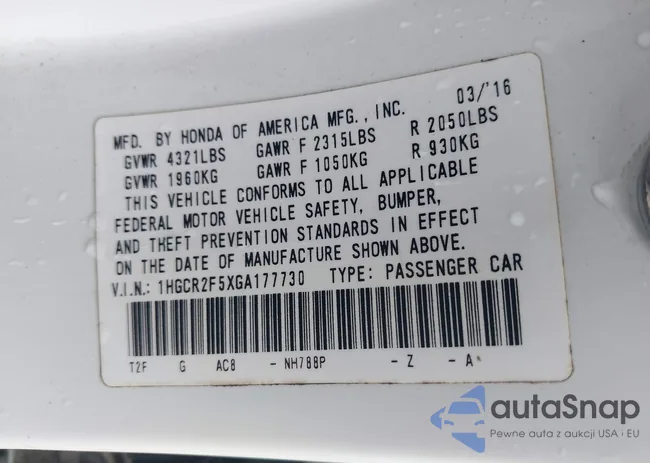 MFD. BY HONDA OF AMERICA MFG., INC. 03/'16
GVWR 4321LBS GAWR F 2315LBS R 2050LBS
GVWR 1960KG GAWR F 1050KG R 930KG
THIS VEHICLE CONFORMS TO ALL APPLICABLE
FEDERAL MOTOR VEHICLE SAFETY, BUMPER,
AND THEFT PREVENTION STANDARDS IN EFFECT
ON THE DATE OF MANUFACTURE SHOWN ABOVE.
V.I.N.: 1HGCR2F5XGA177730 TYPE: PASSENGER CAR
T2F G AC8 - NH788P - Z - A*
autaSnap
Pewne auta z aukcji USA i EU